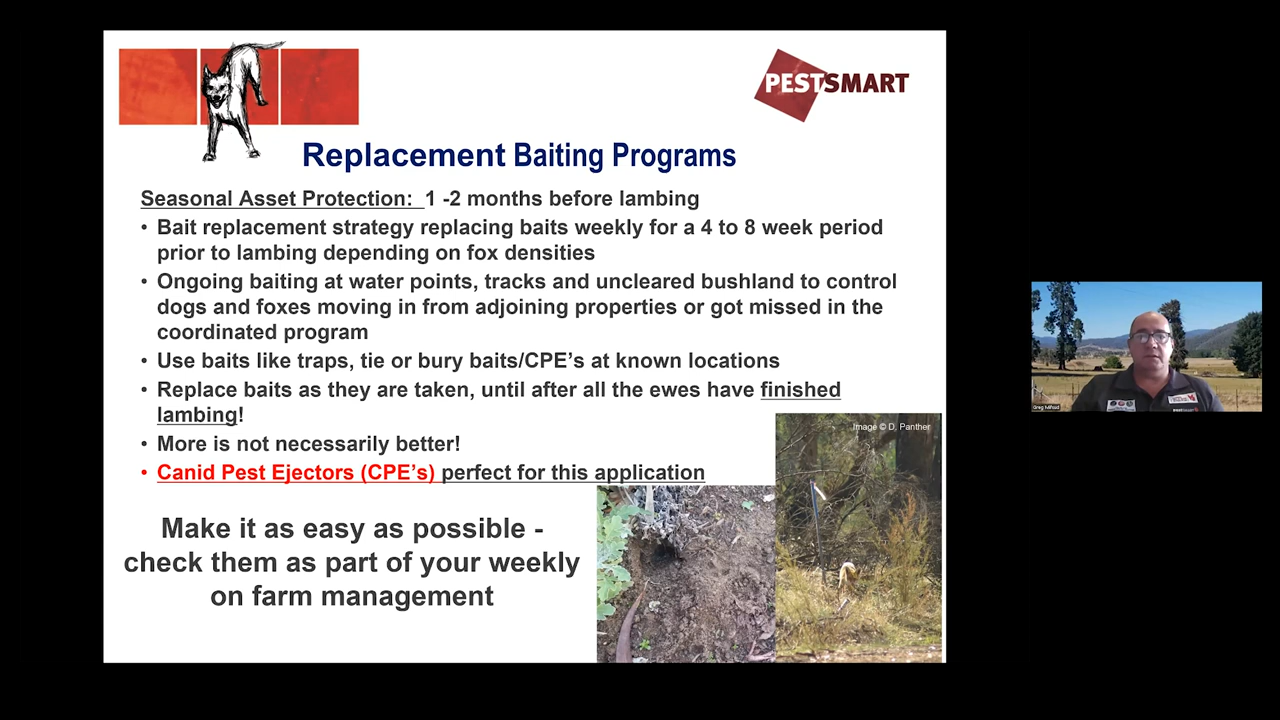 PESTSMART
Replacement Baiting Programs
Seasonal Asset Protection: 1 -2 months before lambing
• Bait replacement strategy replacing baits weekly for a 4 to 8 week period
prior to lambing depending on fox densities
• Ongoing baiting at water points, tracks and uncleared bushland to control
dogs and foxes moving in from adjoining properties or got missed in the
coordinated program
• Use baits like traps, tie or bury baits/CPE's at known locations
• Replace baits as they are taken, until after all the ewes have finished
lambing!
Image © D. Panther
• More is not necessarily better!
• Canid Pest Ejectors (CPE's) perfect for this application
Make it as easy as possible -
check them as part of your weekly
on farm management